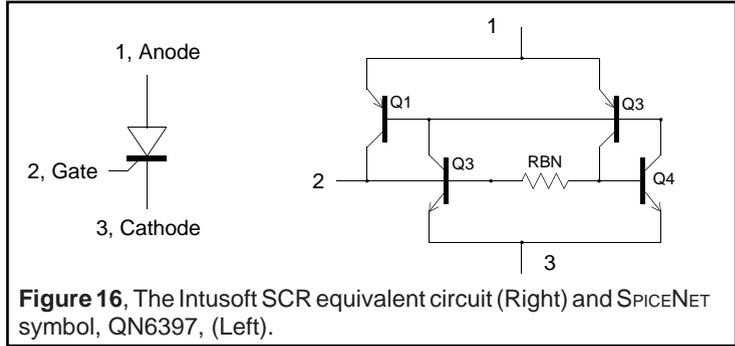 1, Anode
2, Gate
3, Cathode
1
Q1
Q3
2
Q3
RBN
Q4
3
Figure 16, The Intusoft SCR equivalent circuit (Right) and SPICENET
symbol, QN6397, (Left).